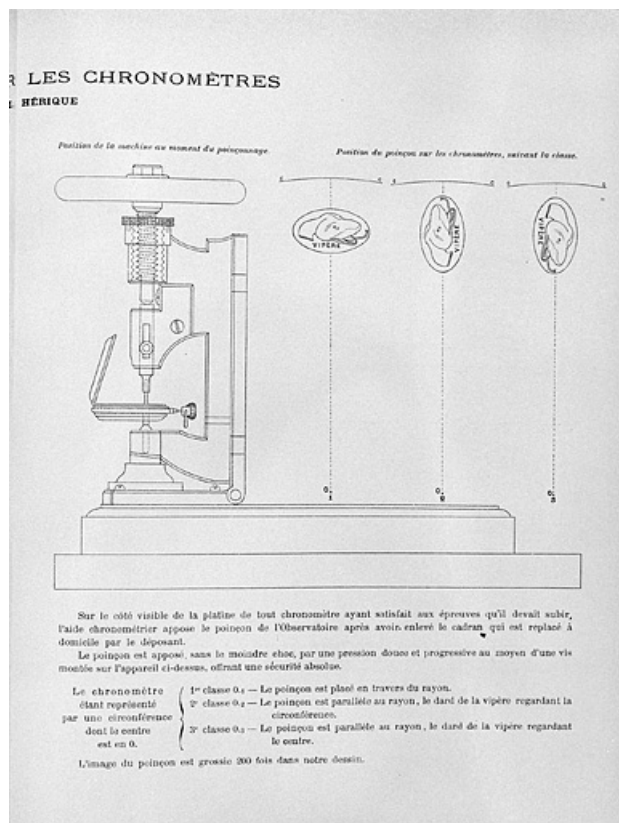 R LES CHRONOMÈTRES
L HÉRIQUE
Position de la machine au moment du poinçonnage.
Position du poinçon sur les chronomètres, suivant la classe.
VIPÈRE
VIPÈRE
VIPÈRE
0.1
0.2
0.3
Sur le côté visible de la platine de tout chronomètre ayant satisfait aux épreuves qu'il devait subir,
l'aide chronométrier appose le poinçon de l'Observatoire après avoir enlevé le cadran qui est replacé à
domicile par le déposant.
Le poinçon est apposé, sans le moindre choc, par une pression douce et progressive au moyen d'une vis
montée sur l'appareil ci-dessus, offrant une sécurité absolue.
Le chronomètre
étant représenté
par une circonférence
dont le centre
est en 0.
1re classe 0.1 — Le poinçon est placé en travers du rayon.
2e classe 0.2 — Le poinçon est parallèle au rayon, le dard de la vipère regardant la
circonférence.
3e classe 0.3 — Le poinçon est parallèle au rayon, le dard de la vipère regardant
le centre.
L'image du poinçon est grossie 200 fois dans notre dessin.